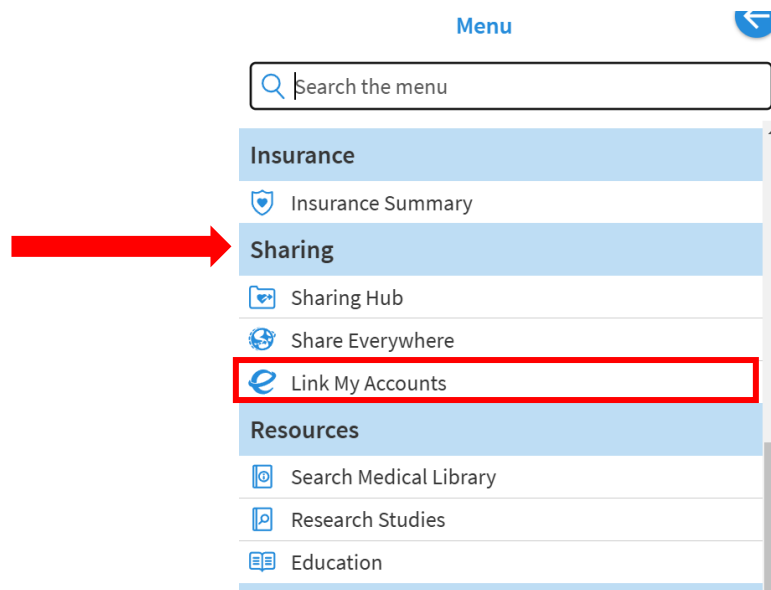 Menu
Search the menu
Insurance
Insurance Summary
Sharing
Sharing Hub
Share Everywhere
Link My Accounts
Resources
Search Medical Library
Research Studies
Education